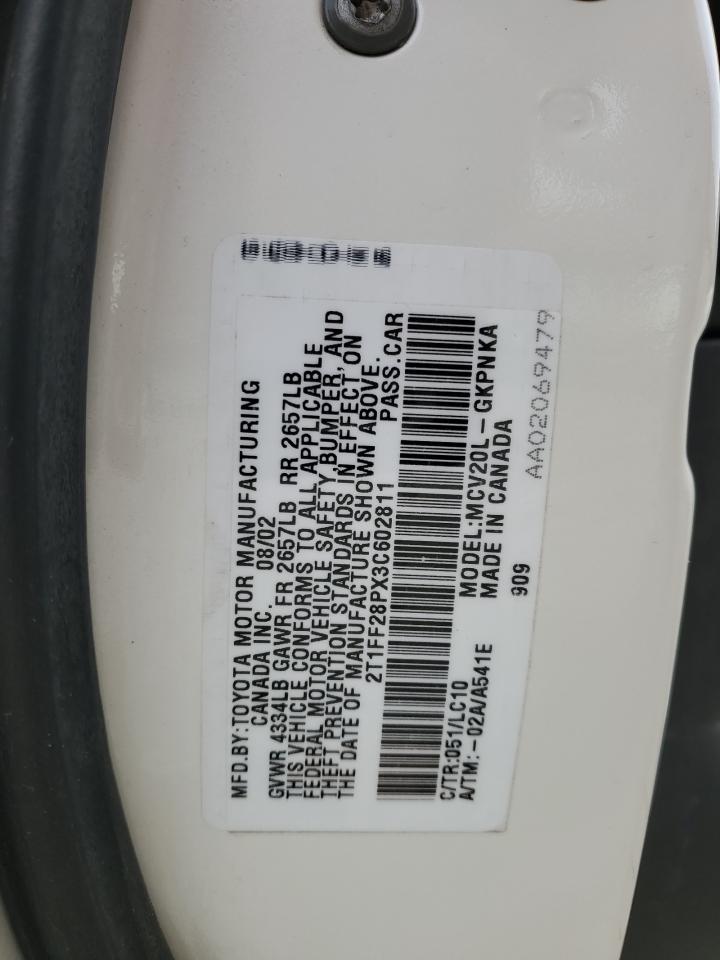 MFD.BY:TOYOTA MOTOR MANUFACTURING
CANADA INC. 08/02
GVWR 4334LB GAWR FR 2657LB RR 2657LB
THIS VEHICLE CONFORMS TO ALL APPLICABLE
FEDERAL MOTOR VEHICLE SAFETY, BUMPER, AND
THEFT PREVENTION STANDARDS IN EFFECT ON
THE DATE OF MANUFACTURE SHOWN ABOVE.
2T1FF28PX3C602811 PASS.CAR
C/TR:051/LC10 MODEL:MCV20L-GKPNKA
A/TM:-02A/A541E MADE IN CANADA
909
AA02069479